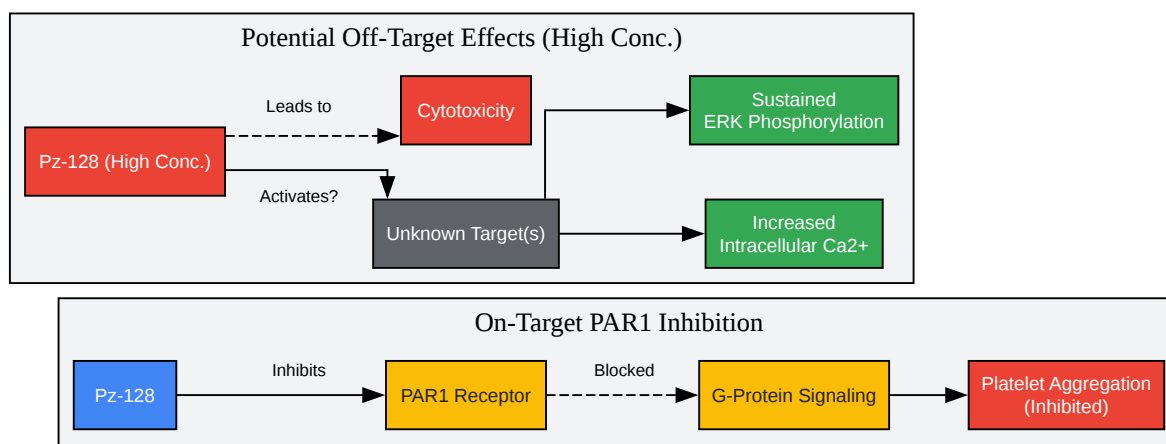 Potential Off-Target Effects (High Conc.)
Leads to
Cytotoxicity
Sustained
ERK Phosphorylation
Pz-128 (High Conc.)
Activates?
Unknown Target(s)
Increased
Intracellular Ca2+
On-Target PAR1 Inhibition
Pz-128
Inhibits
PAR1 Receptor
Blocked
G-Protein Signaling
Platelet Aggregation
(Inhibited)